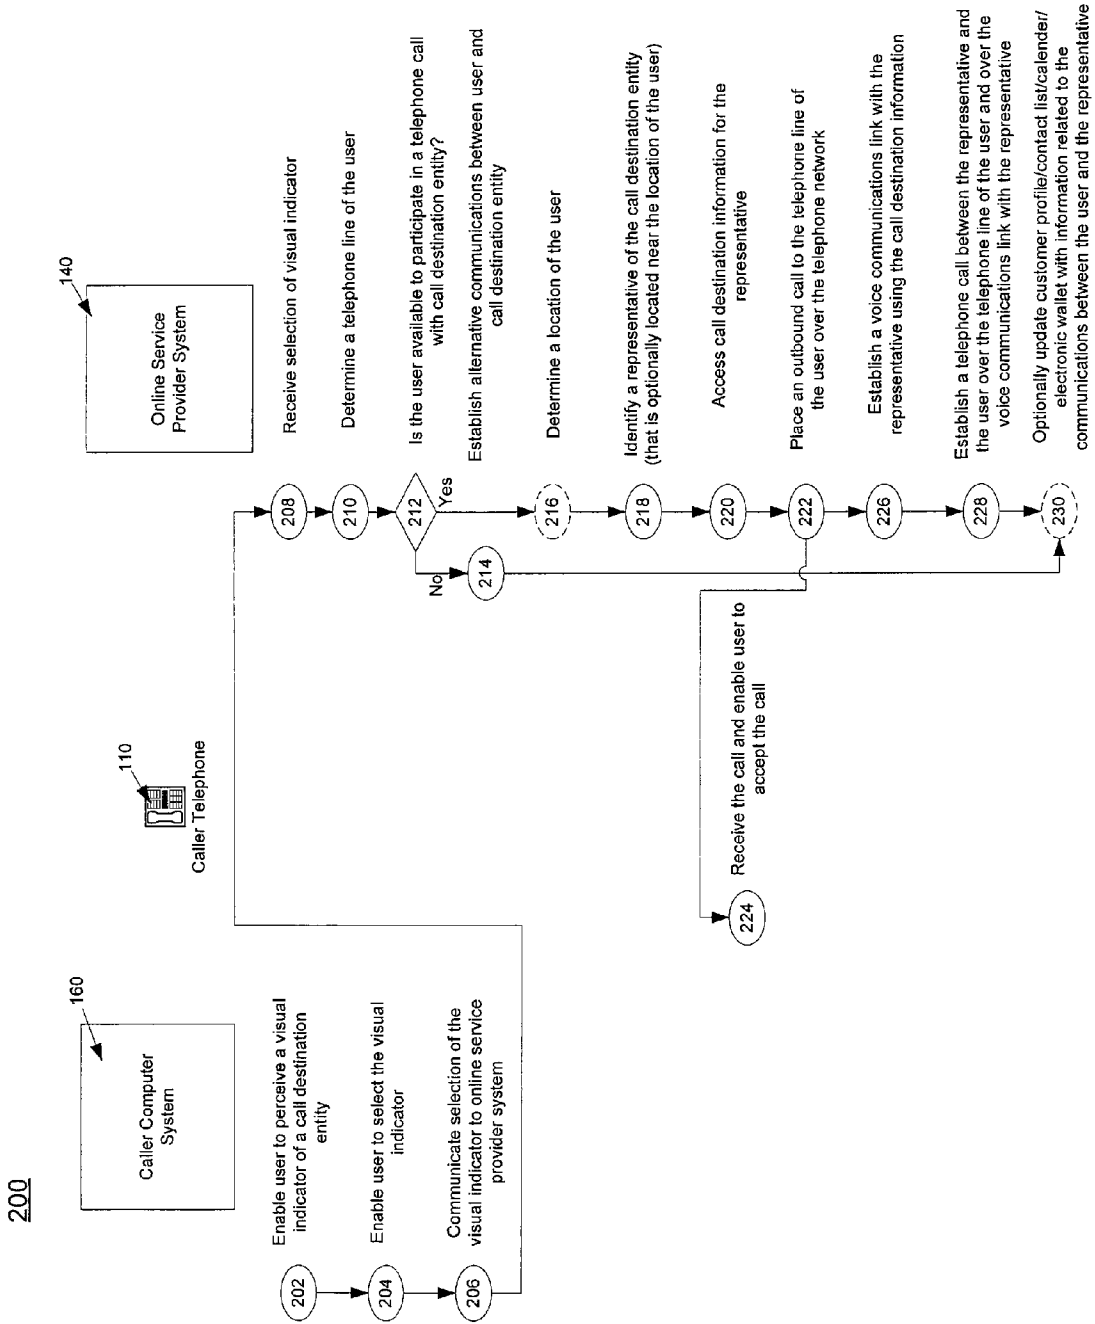 200
160
Caller Computer
System
110
Caller Telephone
140
Online Service
Provider System
202
Enable user to perceive a visual
indicator of a call destination
entity
204
Enable user to select the visual
indicator
206
Communicate selection of the
visual indicator to online service
provider system
208
Receive selection of visual indicator
210
Determine a telephone line of the user
212
Is the user available to participate in a telephone call
with call destination entity?
No
Yes
214
Establish alternative communications between user and
call destination entity
216
Determine a location of the user
218
Identify a representative of the call destination entity
(that is optionally located near the location of the user)
220
Access call destination information for the
representative
222
Place an outbound call to the telephone line of
the user over the telephone network
224
Receive the call and enable user to
accept the call
226
Establish a voice communications link with the
representative using the call destination information
228
Establish a telephone call between the representative and
the user over the telephone line of the user and over the
voice communications link with the representative
230
Optionally update customer profile/contact list/calender/
electronic wallet with information related to the
communications between the user and the representative